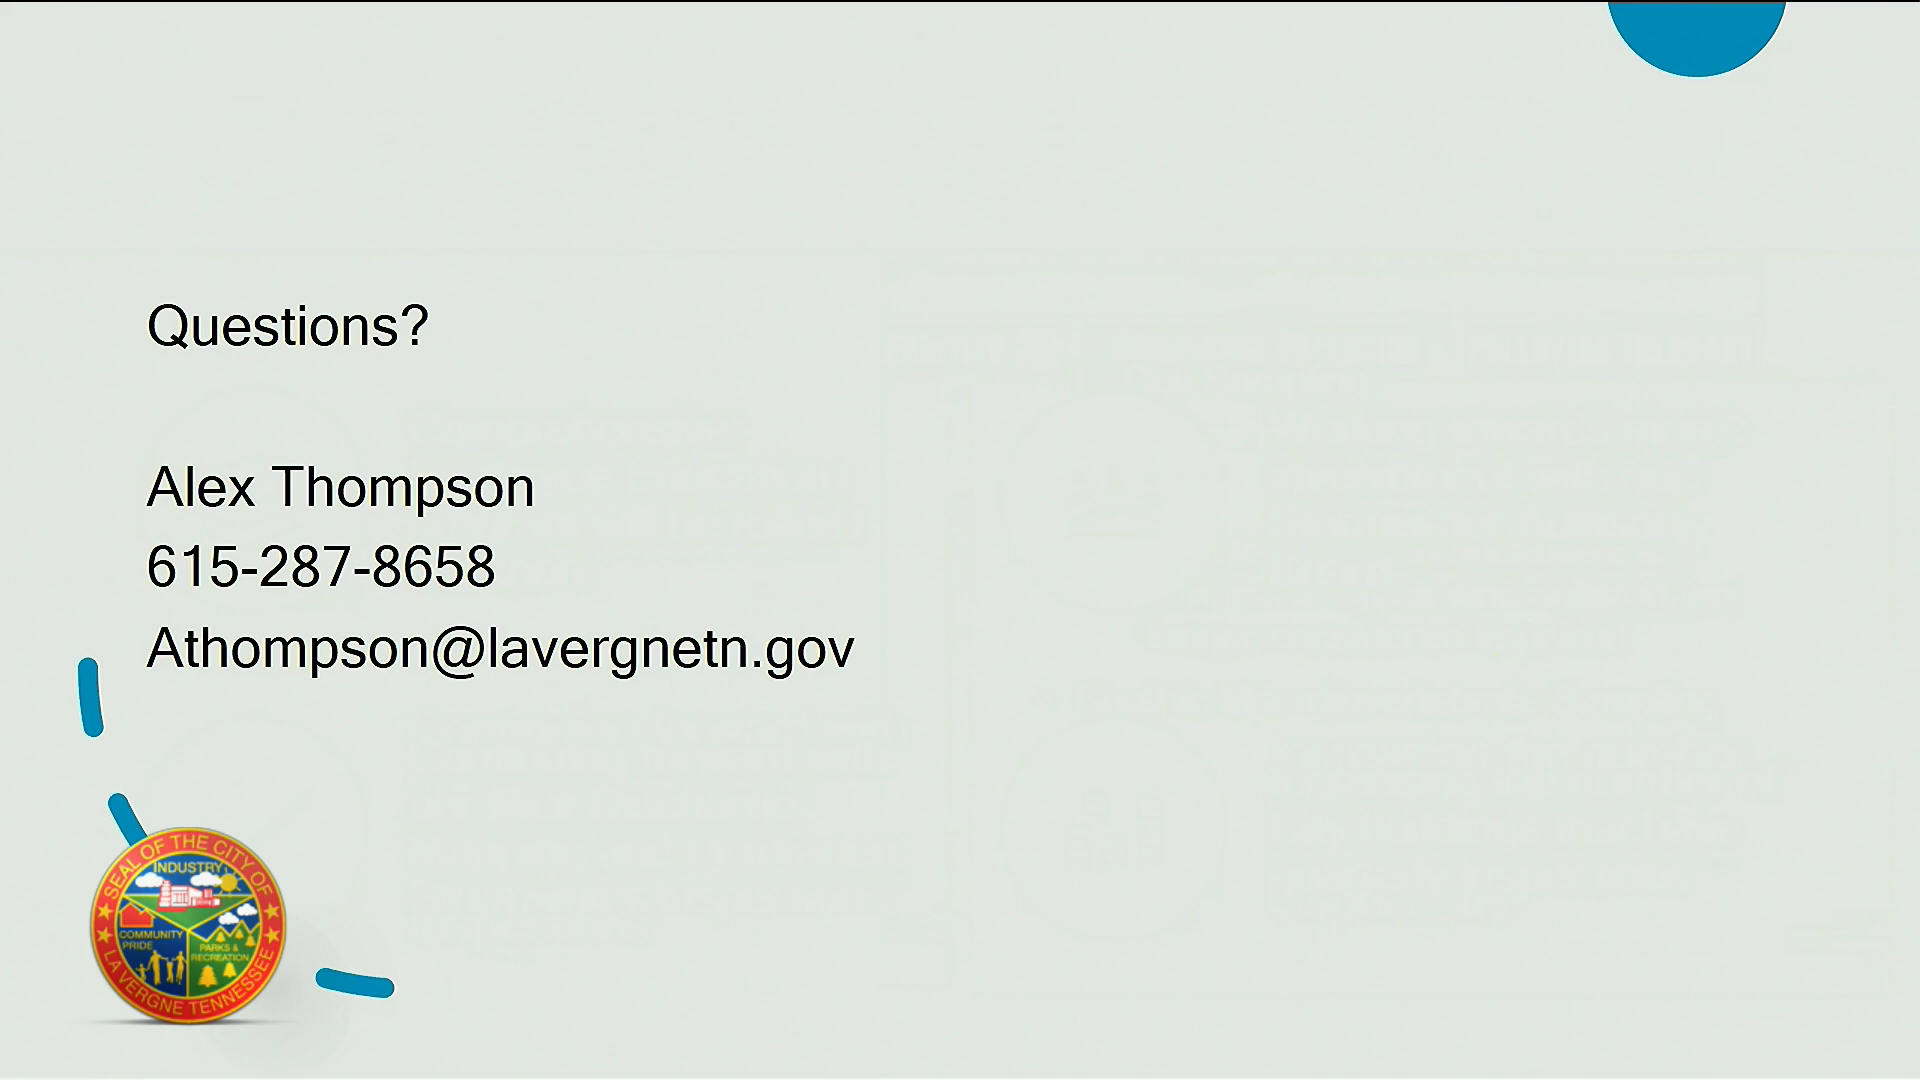 Questions?
Alex Thompson
615-287-8658
Athompson@lavergnetn.gov
SEAL OF THE CITY OF
LA VERGNE TENNESSEE
INDUSTRY
COMMUNITY
PRIDE
PARKS &
RECREATION